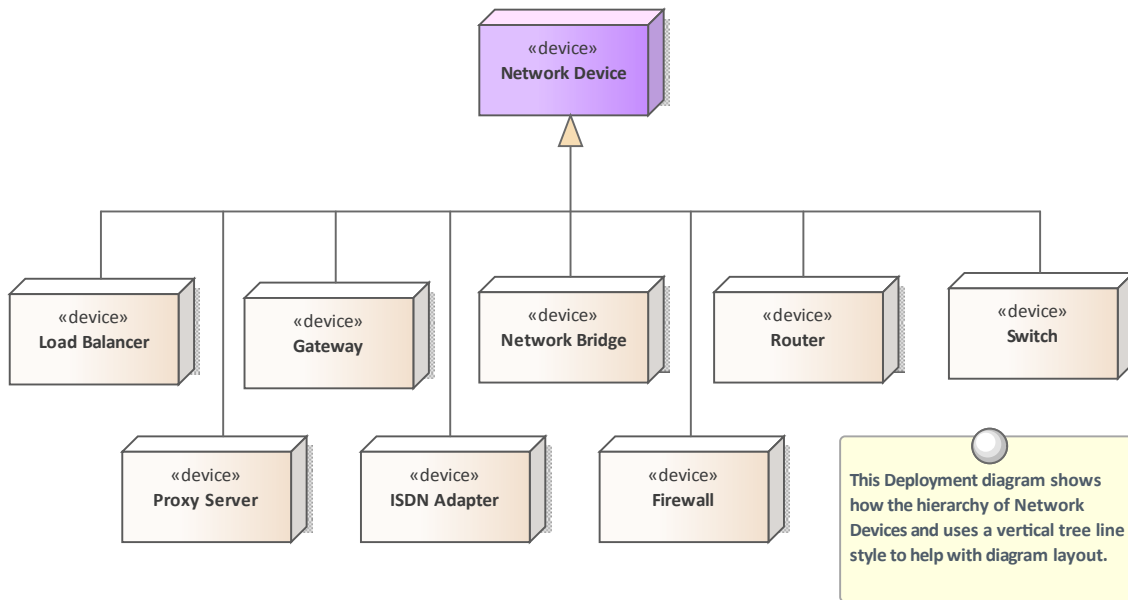 «device»
Network Device
«device»
Load Balancer
«device»
Gateway
«device»
Network Bridge
«device»
Router
«device»
Switch
«device»
Proxy Server
«device»
ISDN Adapter
«device»
Firewall
This Deployment diagram shows
how the hierarchy of Network
Devices and uses a vertical tree line
style to help with diagram layout.